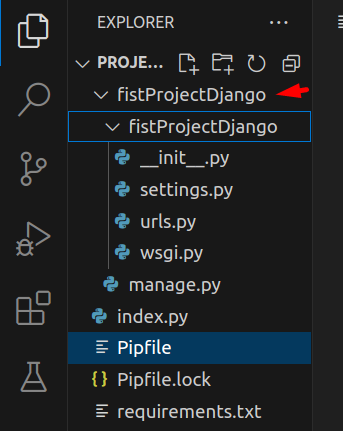 EXPLORER ...
PROJE...
fistProjectDjango
fistProjectDjango
__init__.py
settings.py
urls.py
wsgi.py
manage.py
index.py
Pipfile
{} Pipfile.lock
requirements.txt